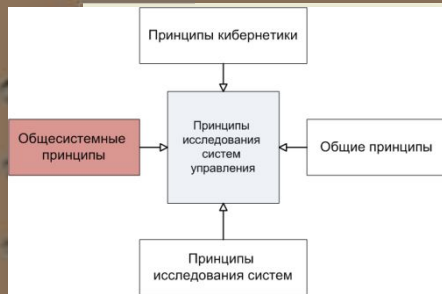 Принципы кибернетики
Общесистемные
принципы
Принципы
исследования
систем
управления
Общие принципы
Принципы
исследования систем